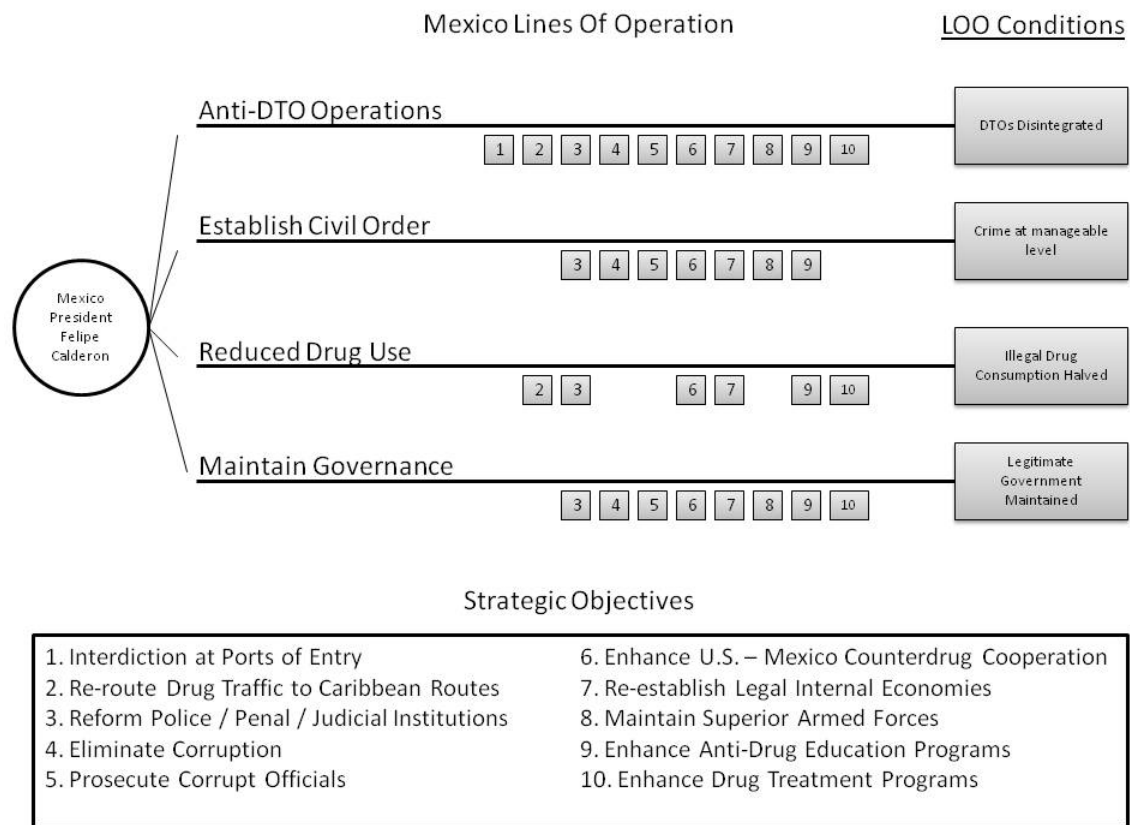 Mexico Lines Of Operation
LOO Conditions
Anti-DTO Operations
1 2 3 4 5 6 7 8 9 10
DTOs Disintegrated
Establish Civil Order
3 4 5 6 7 8 9
Crime at manageable
level
Mexico
President
Felipe
Calderon
Reduced Drug Use
2 3 6 7 9 10
Illegal Drug
Consumption Halved
Maintain Governance
3 4 5 6 7 8 9 10
Legitimate
Government
Maintained
Strategic Objectives
1. Interdiction at Ports of Entry
2. Re-route Drug Traffic to Caribbean Routes
3. Reform Police / Penal / Judicial Institutions
4. Eliminate Corruption
5. Prosecute Corrupt Officials
6. Enhance U.S. – Mexico Counterdrug Cooperation
7. Re-establish Legal Internal Economies
8. Maintain Superior Armed Forces
9. Enhance Anti-Drug Education Programs
10. Enhance Drug Treatment Programs